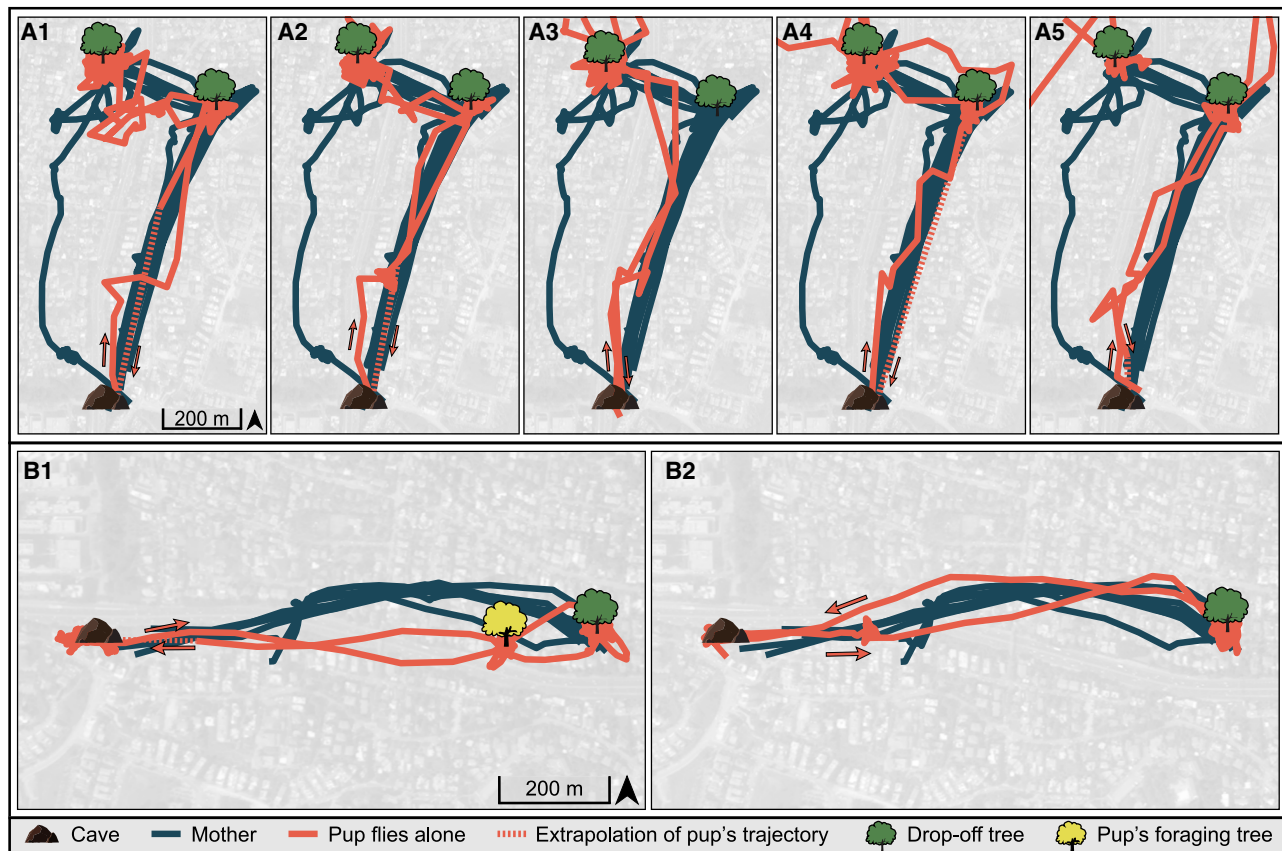 A1
A2
A3
A4
A5
200 m
B1
B2
200 m
Cave
Mother
Pup flies alone
Extrapolation of pup's trajectory
Drop-off tree
Pup's foraging tree